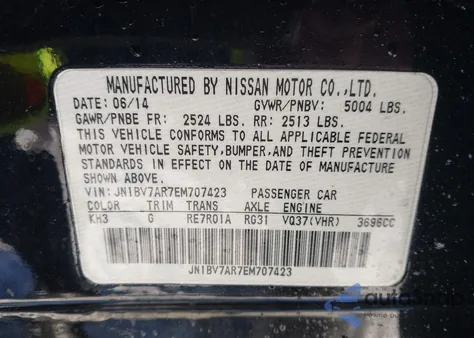 MANUFACTURED BY NISSAN MOTOR CO.,LTD.
DATE: 06/14 GVWR/PNBV: 5004 LBS.
GAWR/PNBE FR: 2524 LBS. RR: 2513 LBS.
THIS VEHICLE CONFORMS TO ALL APPLICABLE FEDERAL
MOTOR VEHICLE SAFETY,BUMPER,AND THEFT PREVENTION
STANDARDS IN EFFECT ON THE DATE OF MANUFACTURE
SHOWN ABOVE.
VIN: JN1BV7AR7EM707423 PASSENGER CAR
COLOR TRIM TRANS AXLE ENGINE
KH3 G RE7R01A RG31 VQ37(VHR) 3696CC
JN1BV7AR7EM707423